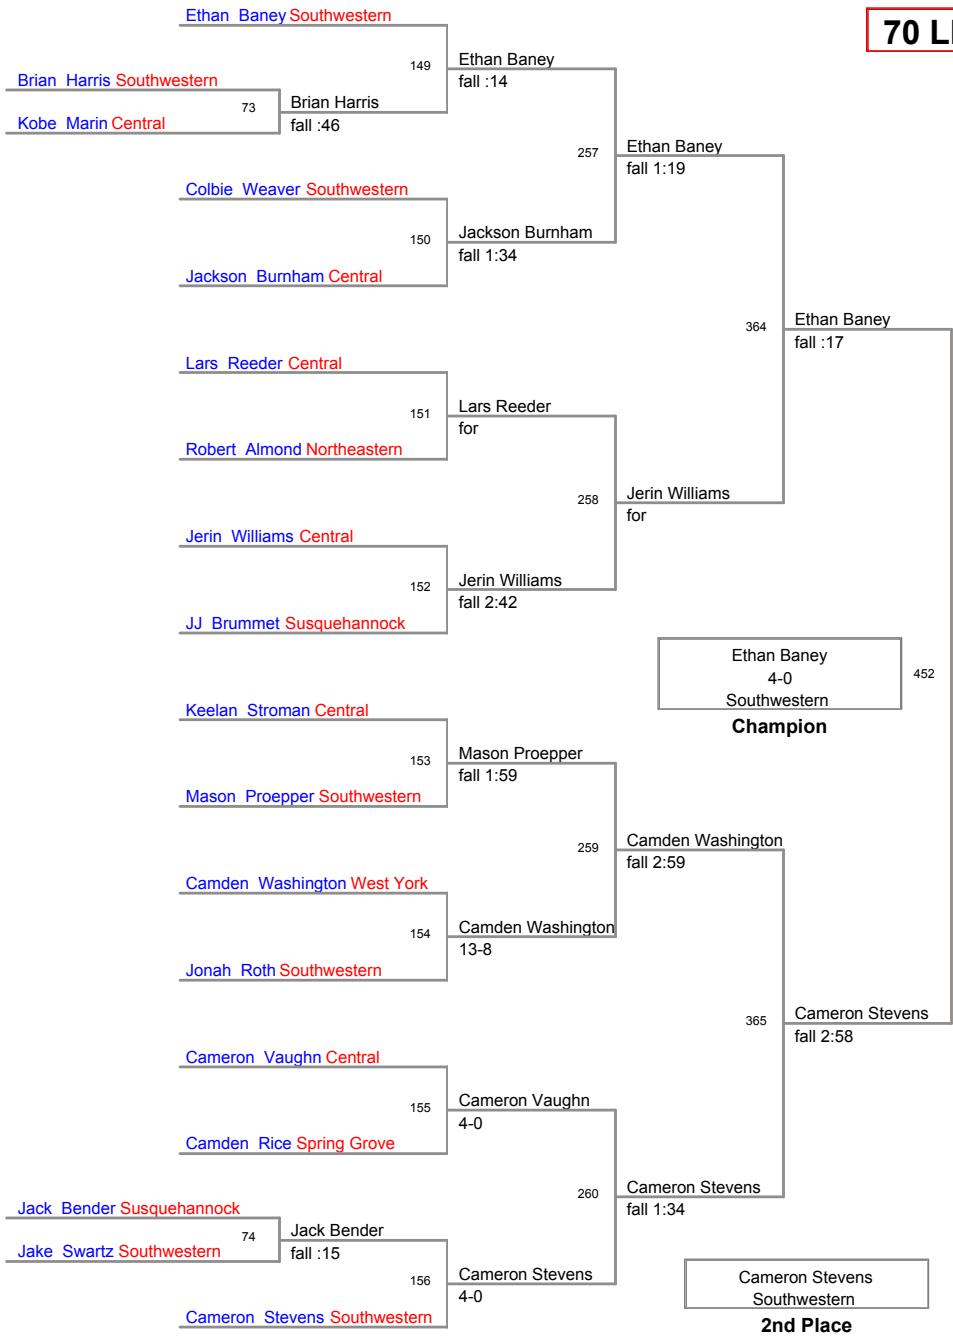 Ethan Baney Southwestern
70 L
149
Ethan Baney
fall :14
Brian Harris Southwestern
73
Brian Harris
fall :46
Kobe Marin Central
257
Ethan Baney
fall 1:19
Colbie Weaver Southwestern
150
Jackson Burnham
fall 1:34
Jackson Burnham Central
364
Ethan Baney
fall :17
Lars Reeder Central
151
Lars Reeder
for
Robert Almond Northeastern
258
Jerin Williams
for
Jerin Williams Central
152
Jerin Williams
fall 2:42
JJ Brummet Susquehannock
Ethan Baney
4-0
Southwestern
452
Champion
Keelan Stroman Central
153
Mason Proepper
fall 1:59
Mason Proepper Southwestern
259
Camden Washington
fall 2:59
Camden Washington West York
154
Camden Washington
13-8
Jonah Roth Southwestern
365
Cameron Stevens
fall 2:58
Cameron Vaughn Central
155
Cameron Vaughn
4-0
Camden Rice Spring Grove
260
Cameron Stevens
fall 1:34
Jack Bender Susquehannock
74
Jack Bender
fall :15
Jake Swartz Southwestern
156
Cameron Stevens
4-0
Cameron Stevens Southwestern
Cameron Stevens
Southwestern
2nd Place